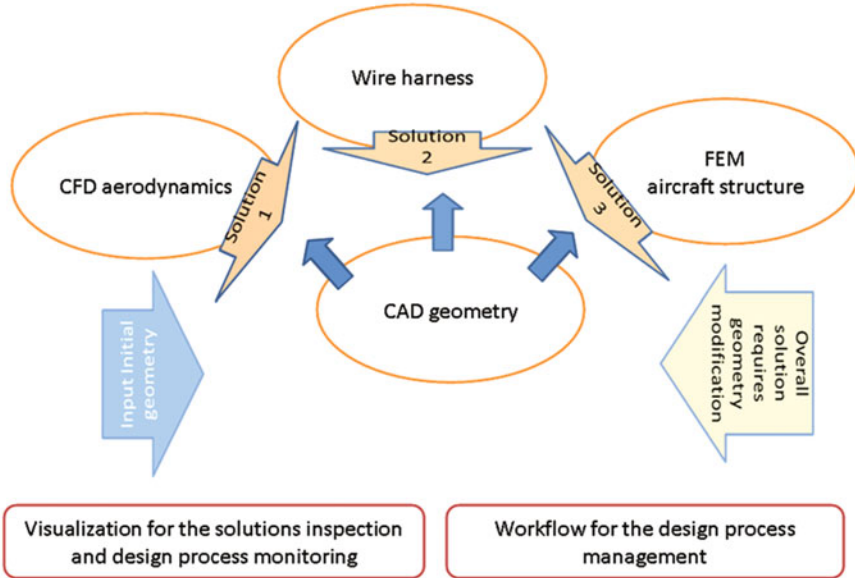 Wire harness
Solution
2
CFD aerodynamics
Solution
1
FEM
aircraft structure
Solution
3
CAD geometry
Input Initial
geometry
Overall
solution
requires
geometry
modification
Visualization for the solutions inspection
and design process monitoring
Workflow for the design process
management